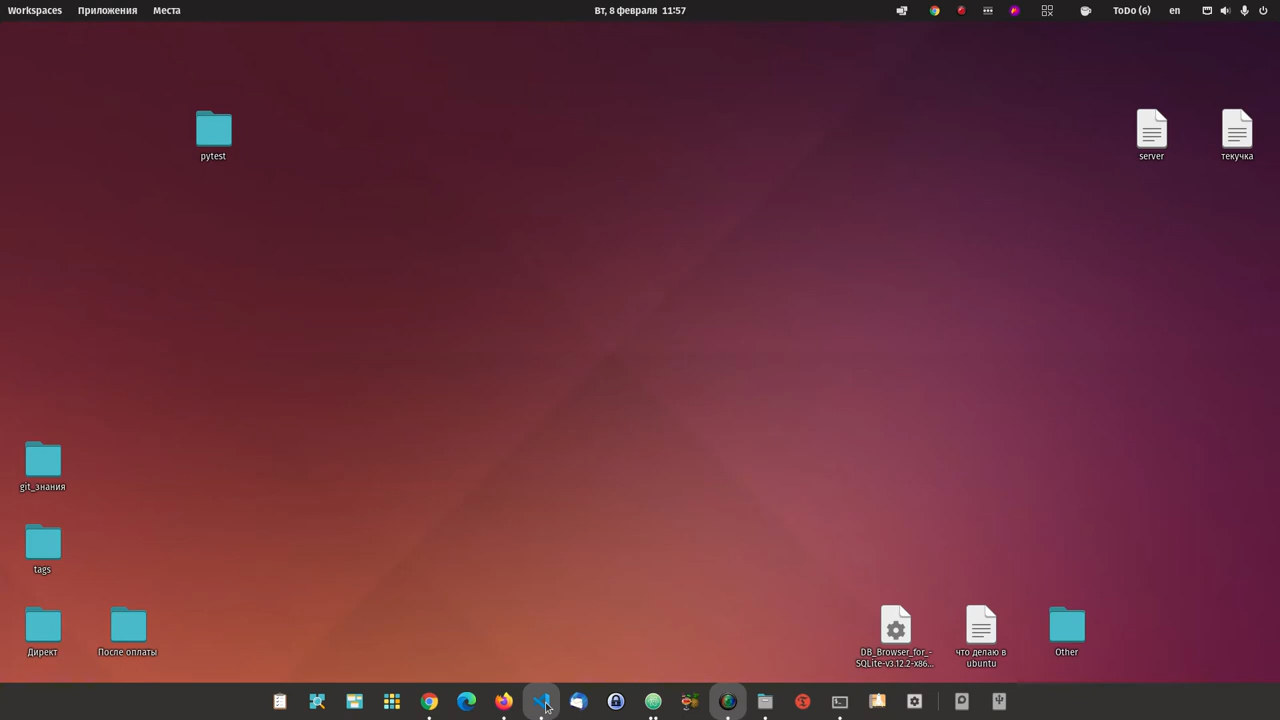 Workspaces Приложения Места Вт, 8 февраля 11:57 ToDo (6) en
pytest
server
текучка
git_знания
tags
Директ
После оплаты
DB_Browser_for_-
SQLite-v3.12.2-x86...
что делаю в
ubuntu
Other